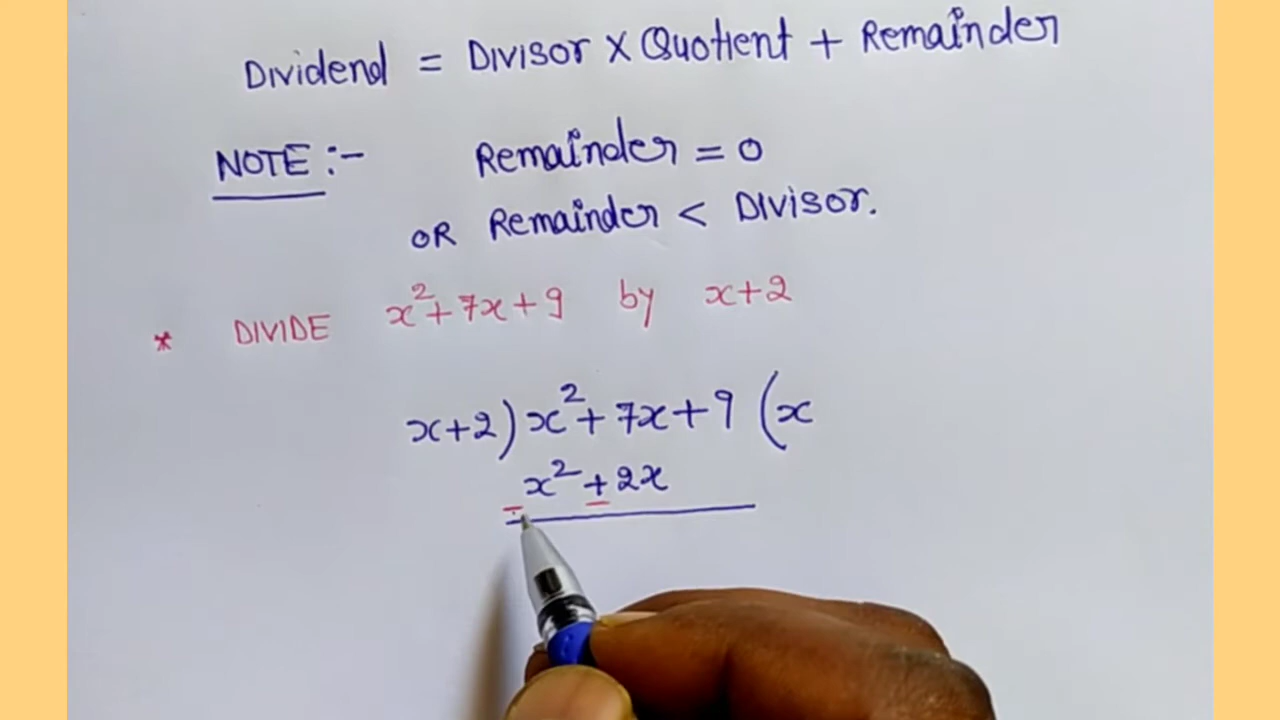 Dividend = Divisor × Quotient + Remainder
NOTE :- Remainder = 0
OR Remainder < Divisor.
* DIVIDE x²+7x+9 by x+2
x+2)x²+7x+9(x
x²+2x
- -